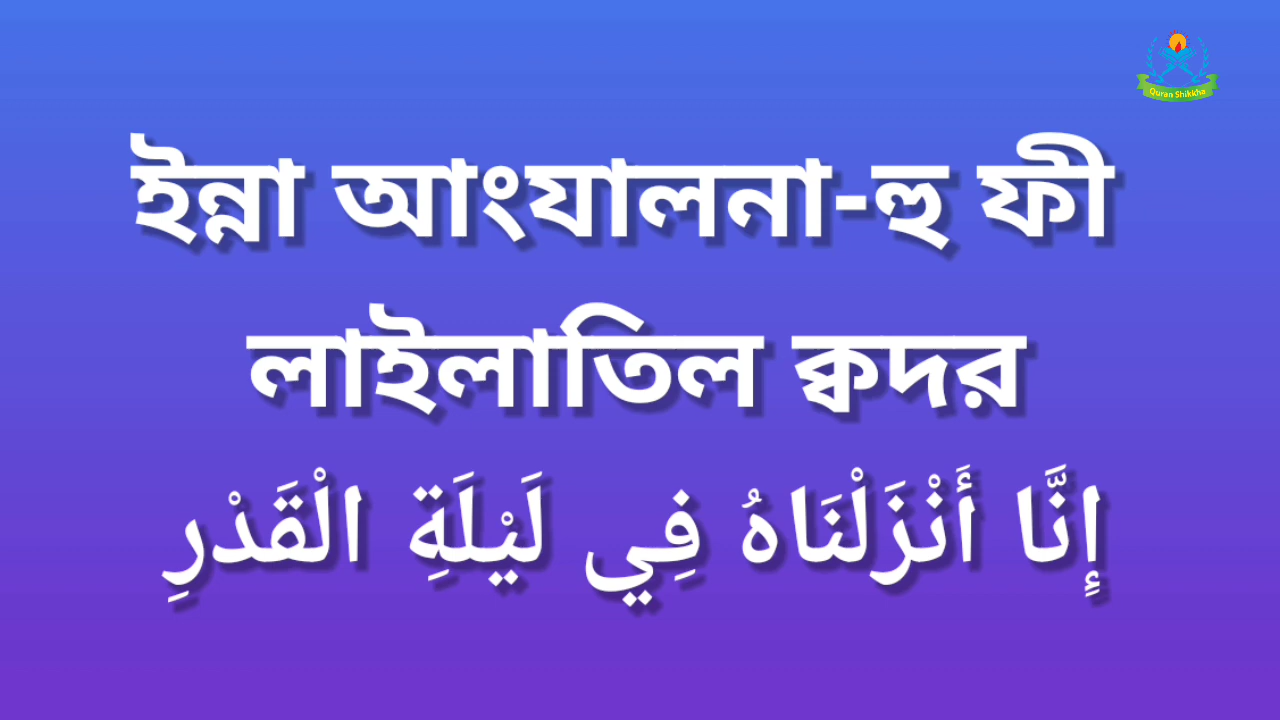 Quran Shikkha
ইন্না আংযালনা-হু ফী
লাইলাতিল ক্বদর
إِنَّا أَنْزَلْنَاهُ فِي لَيْلَةِ الْقَدْرِ